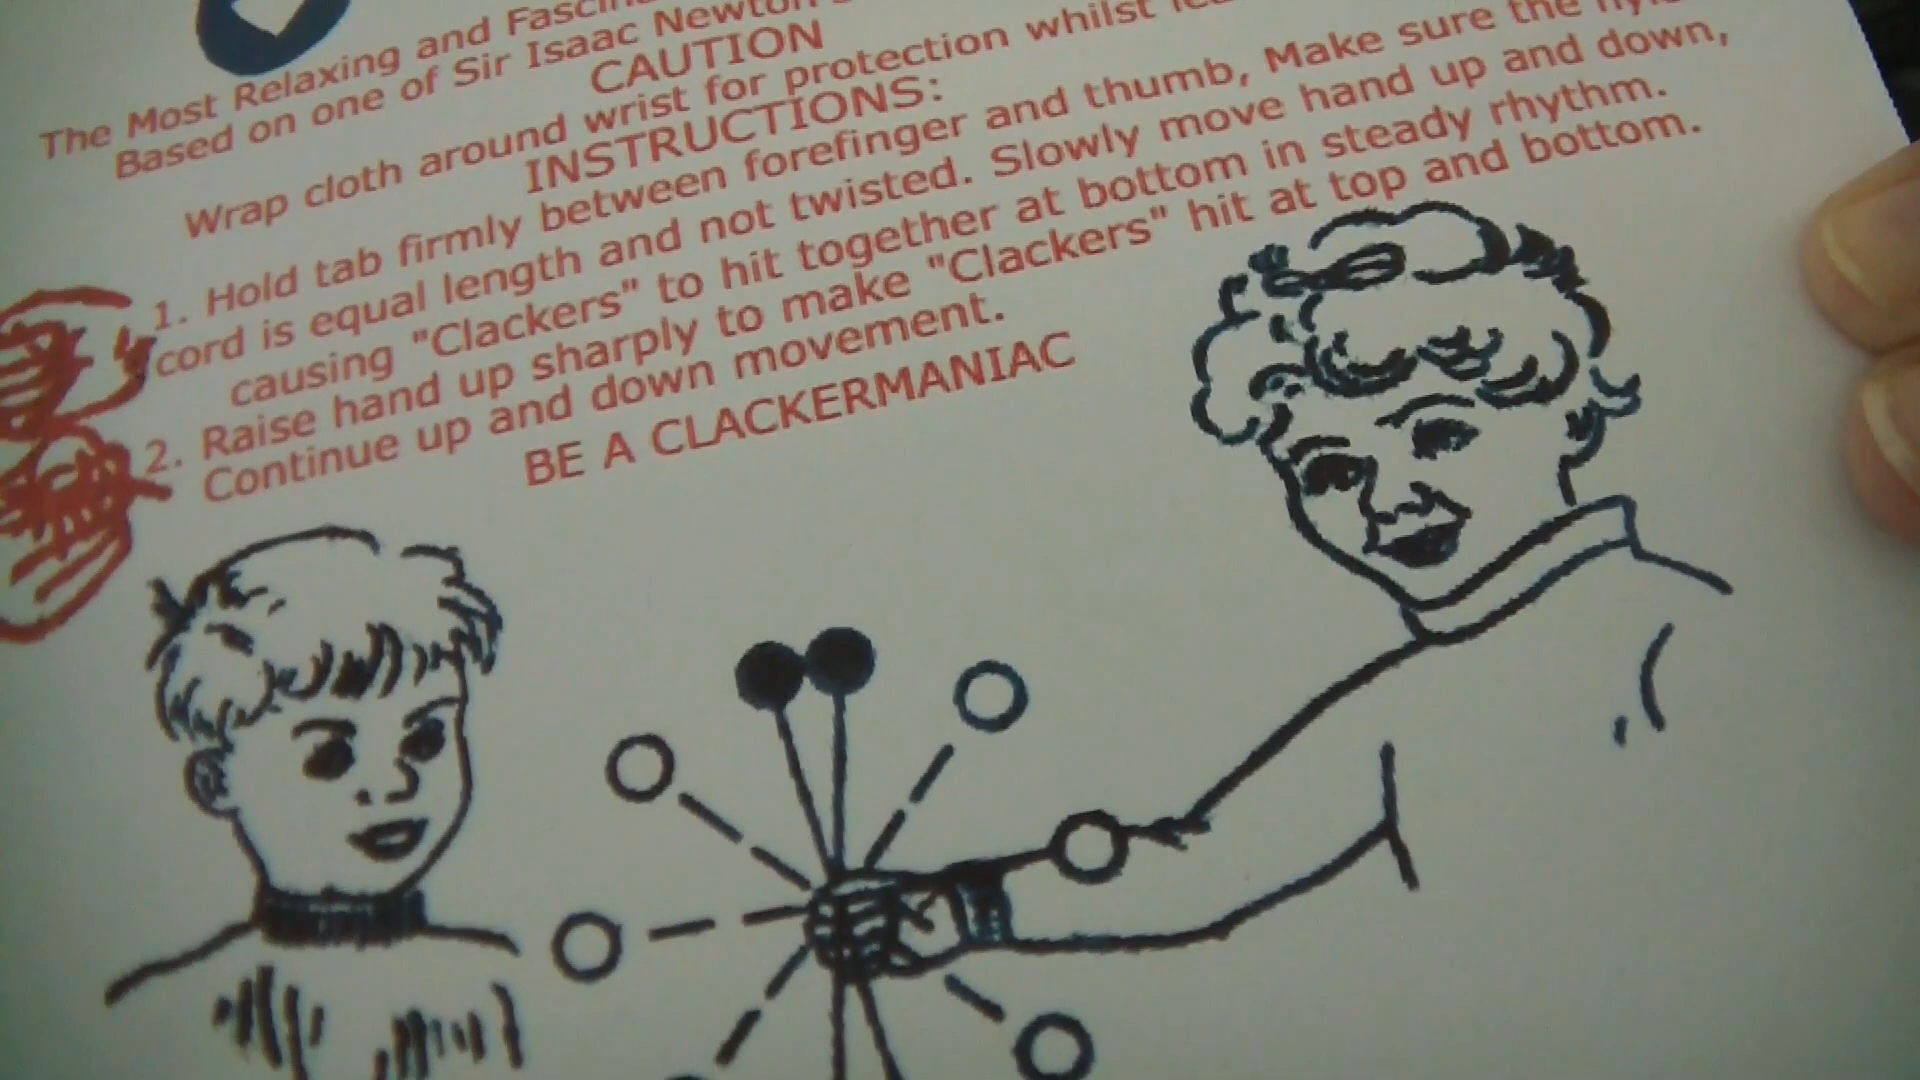 The Most Relaxing and
Based on one of Sir Isaac Newton's
CAUTION
Wrap cloth around wrist for protection whilst
INSTRUCTIONS:
1. Hold tab firmly between forefinger and thumb, Make sure the
cord is equal length and not twisted. Slowly move hand up and down,
causing "Clackers" to hit together at bottom in steady rhythm.
2. Raise hand up sharply to make "Clackers" hit at top and bottom.
Continue up and down movement.
BE A CLACKERMANIAC